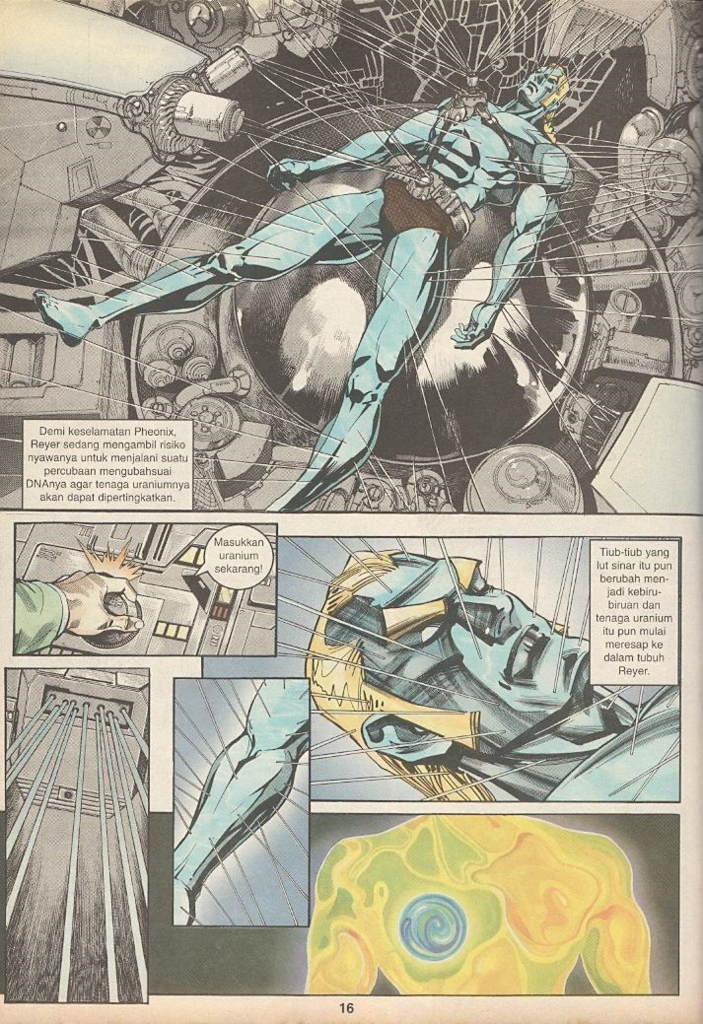 Demi keselamatan Pheonix,
Reyer sedang mengambil risiko
nyawanya untuk menjalani suatu
percubaan mengubahsuai
DNAnya agar tenaga uraniumnya
akan dapat dipertingkatkan.
Masukkan
uranium
sekarang!
Tiub-tiub yang
lut sinar itu pun
berubah men-
jadi kebiru-
biruan dan
tenaga uranium
itu pun mulai
meresap ke
dalam tubuh
Reyer.
16